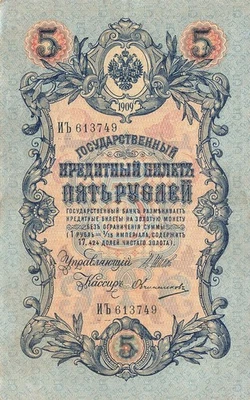 5 5
1909
ИЪ 613749
ГОСУДАРСТВЕННЫЙ
КРЕДИТНЫЙ БИЛЕТЪ
ПЯТЬ РУБЛЕЙ
ГОСУДАРСТВЕННЫЙ БАНКЪ РАЗМѢНИВАЕТЪ
КРЕДИТНЫЕ БИЛЕТЫ НА ЗОЛОТУЮ МОНЕТУ
БЕЗЪ ОГРАНИЧЕНІЯ СУММЫ
(1 РУБЛЬ = 1/15 ИМПЕРІАЛА, СОДЕРЖИТЪ
17,424 ДОЛЕЙ ЧИСТАГО ЗОЛОТА).
Управляющій
Кассиръ
ИЪ 613749
5